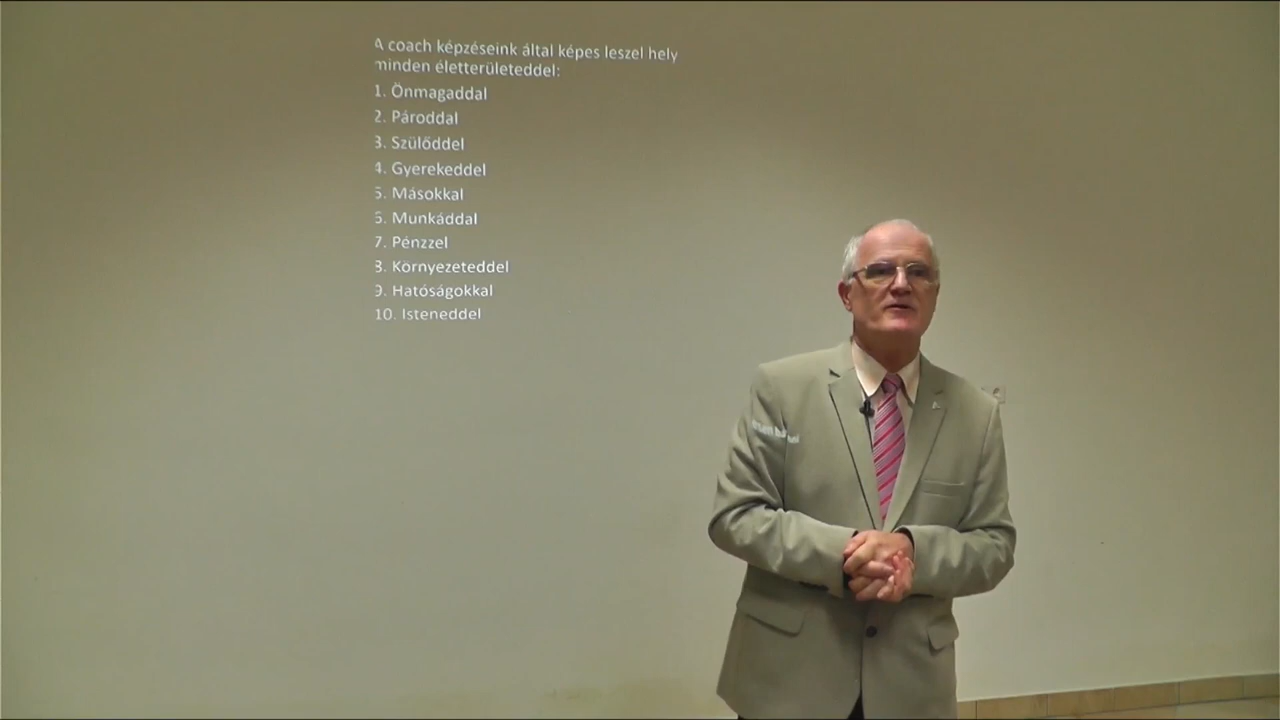 A coach képzéseink által képes leszel hely
minden életterületeddel:
1. Önmagaddal
2. Pároddal
3. Szülőddel
4. Gyerekeddel
5. Másokkal
6. Munkáddal
7. Pénzzel
8. Környezeteddel
9. Hatóságokkal
10. Isteneddel